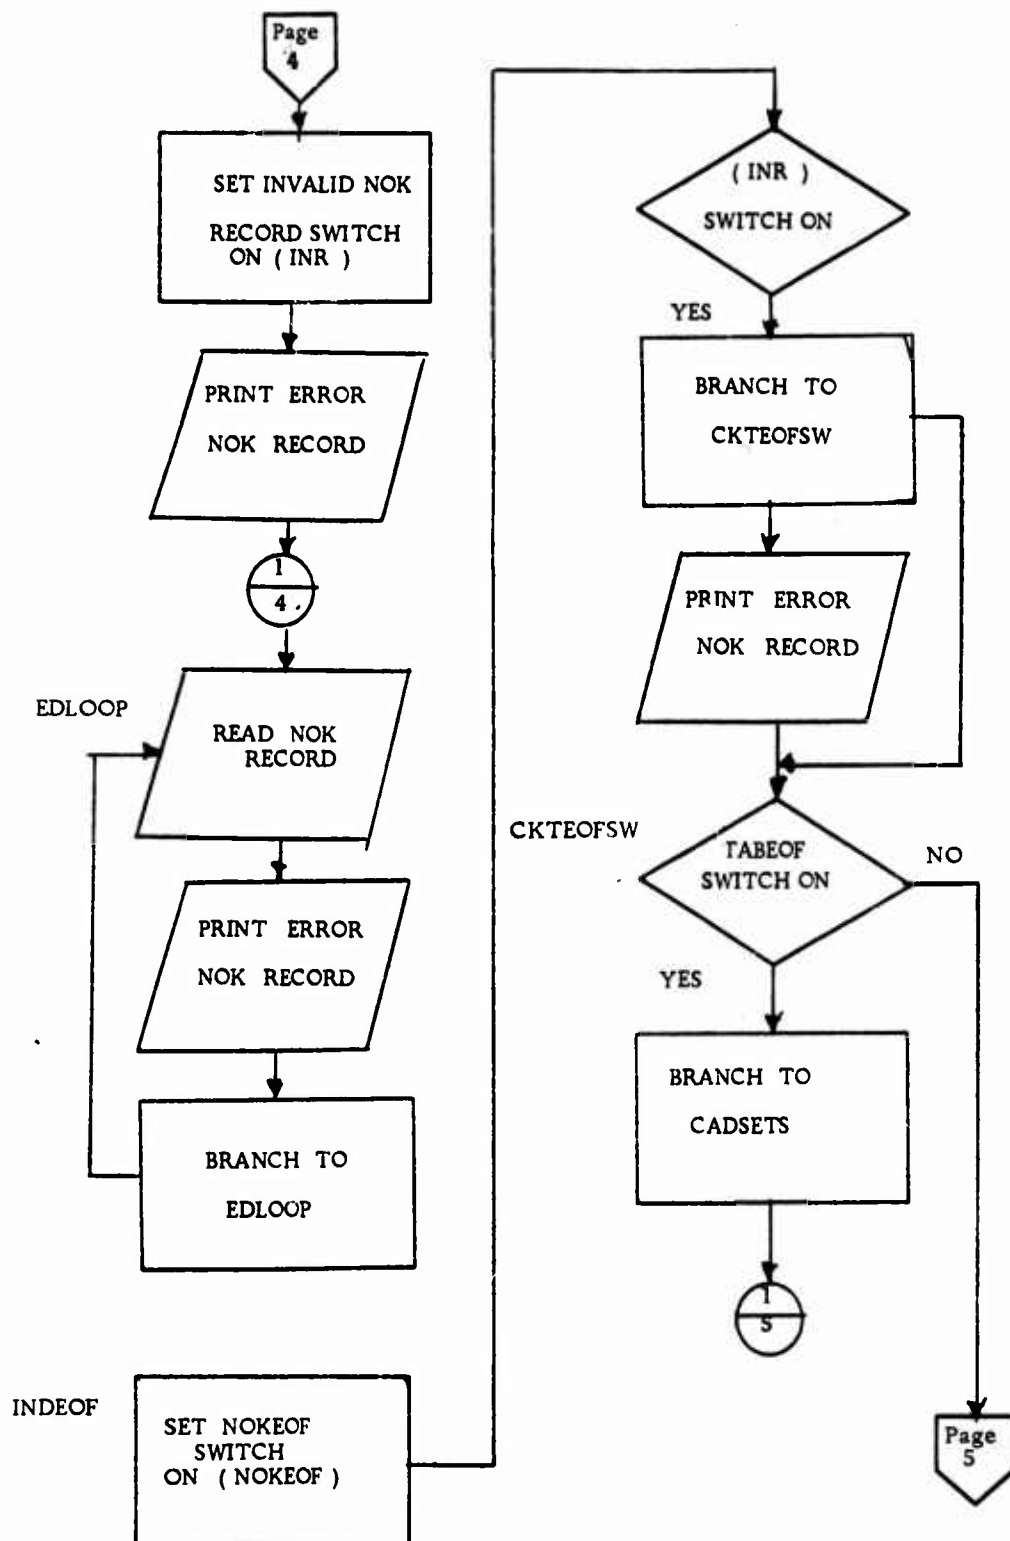 Page
4
SET INVALID NOK
RECORD SWITCH
ON ( INR )
PRINT ERROR
NOK RECORD
1
4
EDLOOP
READ NOK
RECORD
PRINT ERROR
NOK RECORD
BRANCH TO
EDLOOP
INDEOF
SET NOKEOF
SWITCH
ON ( NOKEOF )
( INR )
SWITCH ON
YES
BRANCH TO
CKTEOFSW
PRINT ERROR
NOK RECORD
CKTEOFSW
TABEOF
SWITCH ON
NO
YES
BRANCH TO
CADSETS
1
5
Page
5